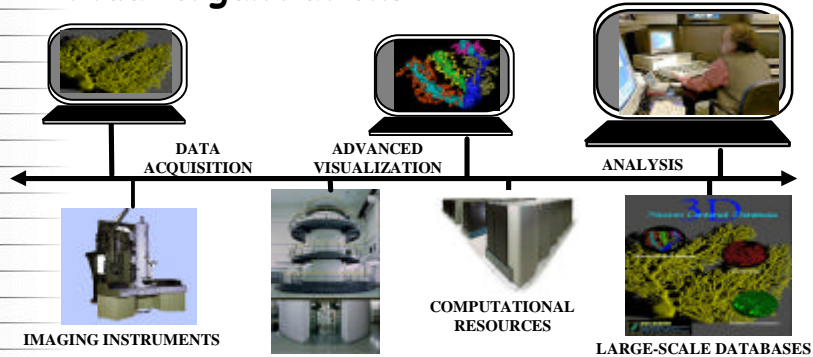 DATA
ACQUISITION
ADVANCED
VISUALIZATION
ANALYSIS
3D
COMPUTATIONAL
RESOURCES
IMAGING INSTRUMENTS
LARGE-SCALE DATABASES